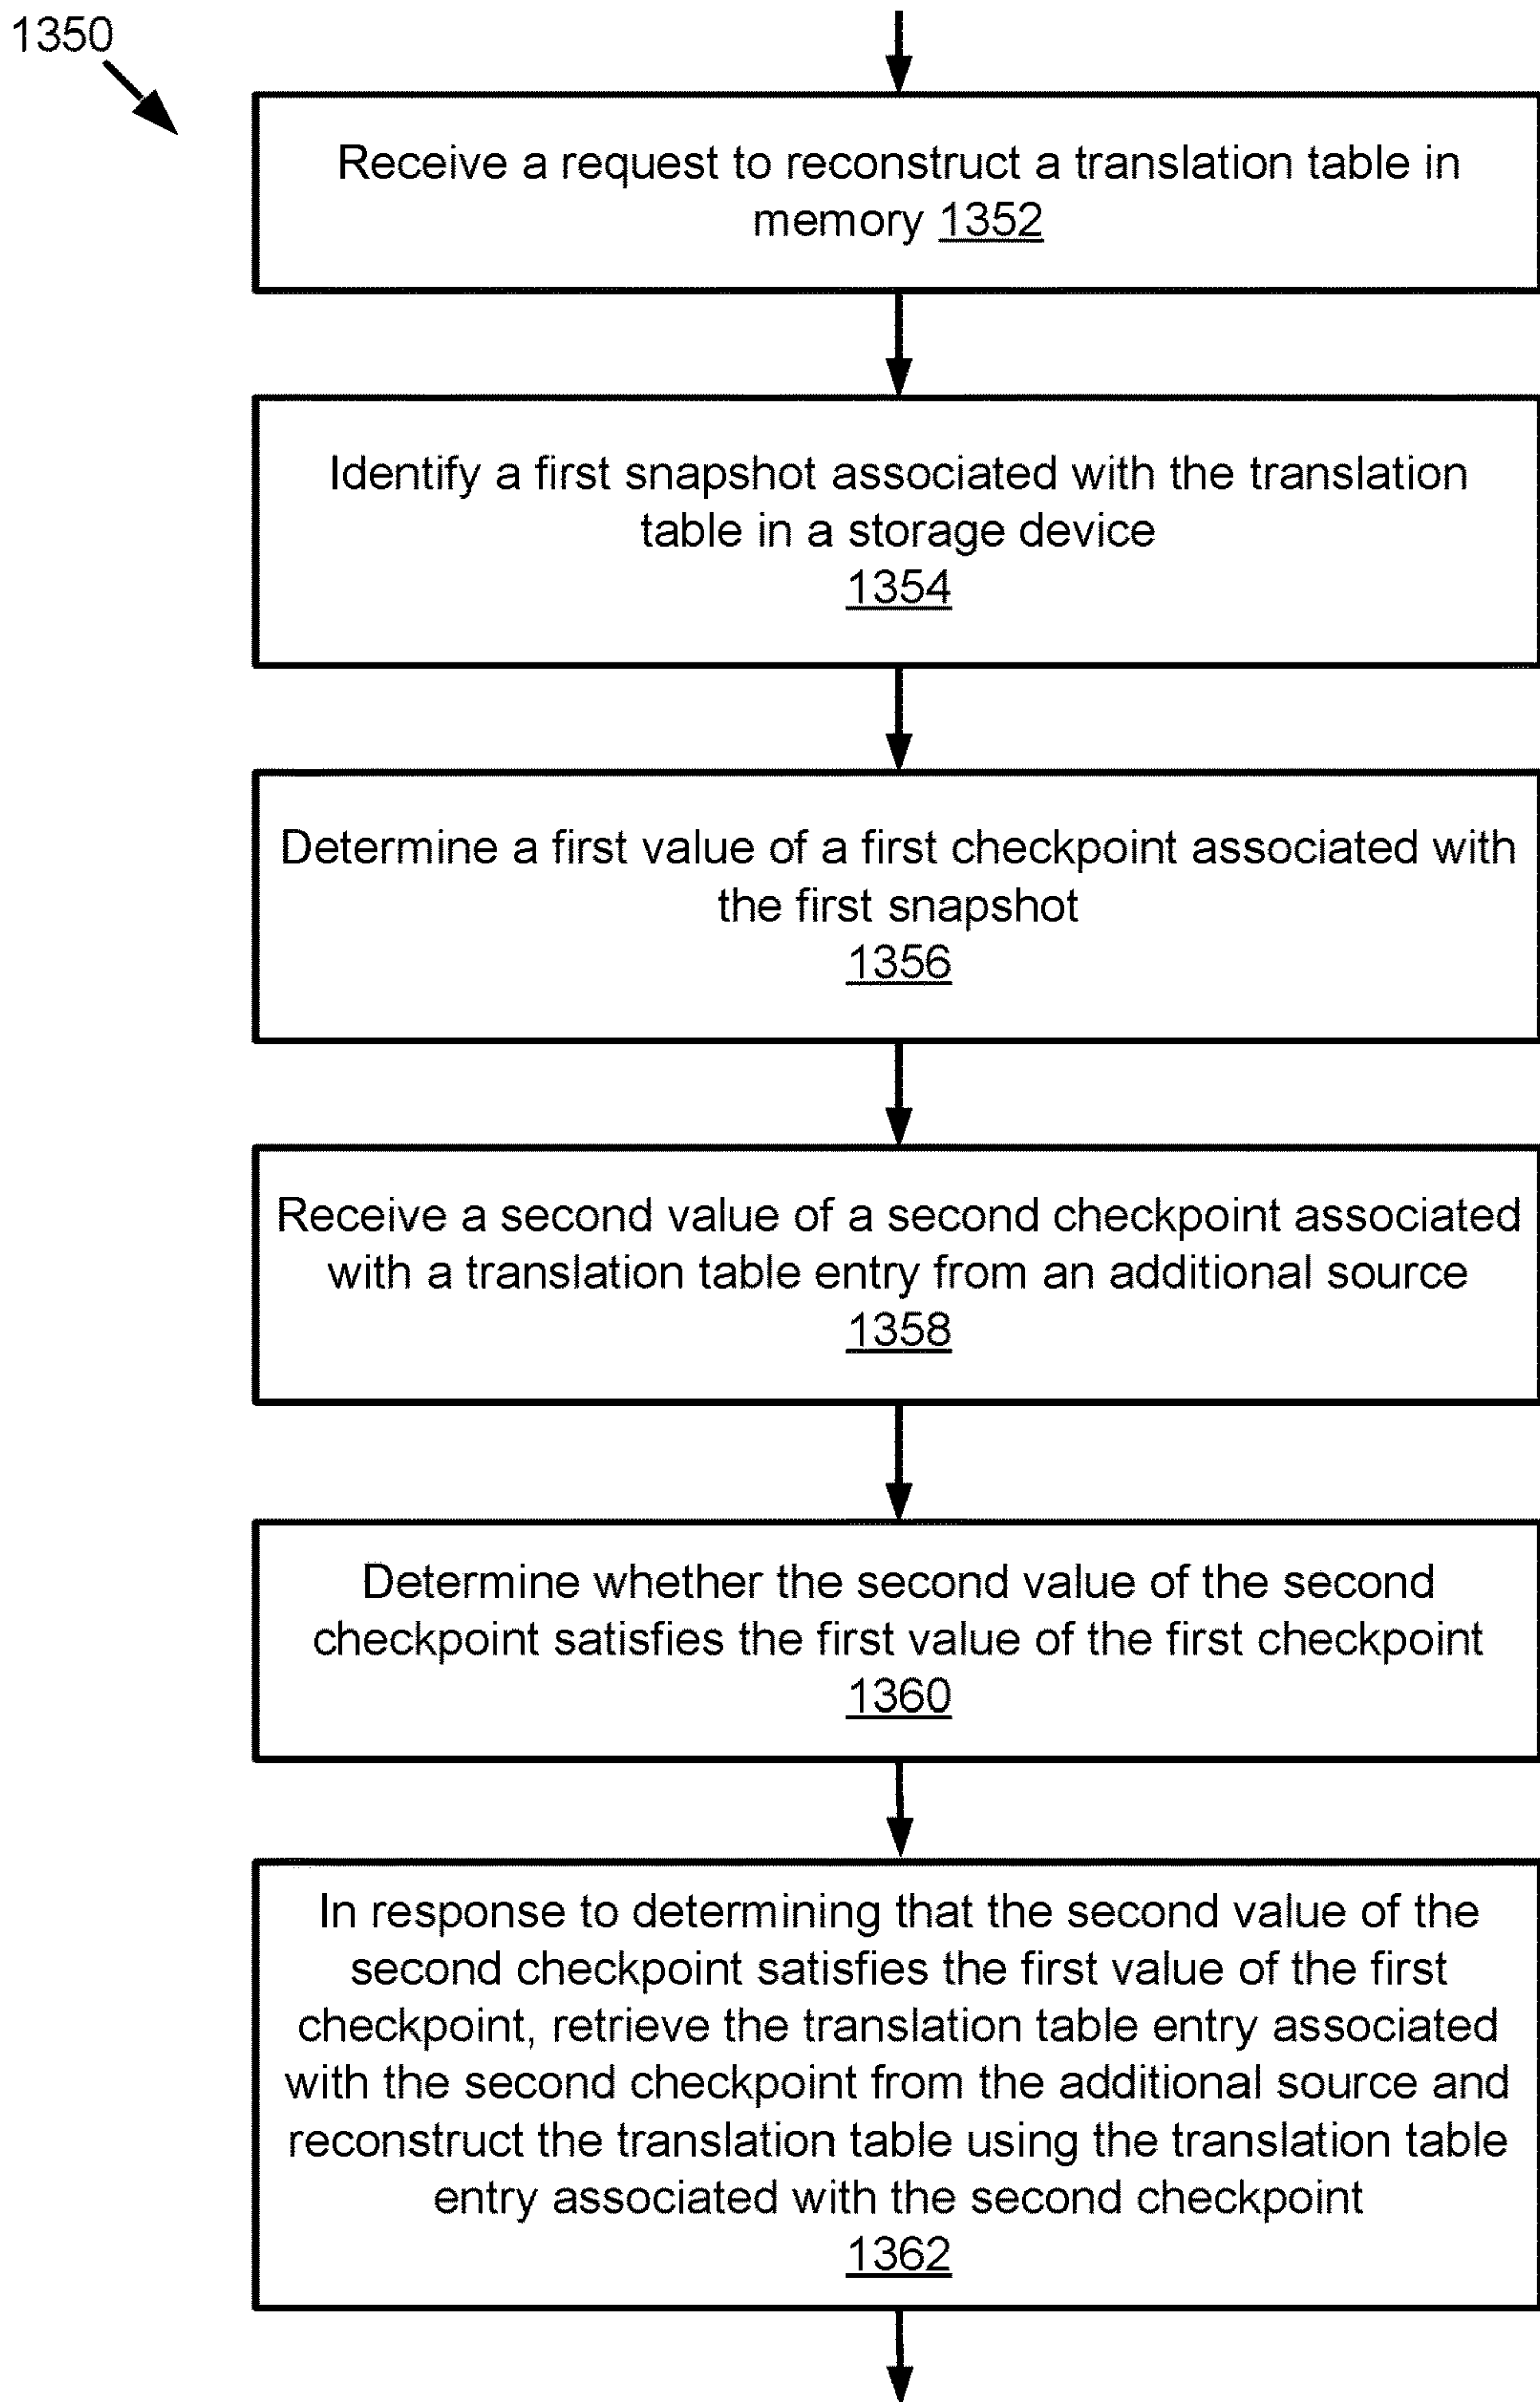 1350
Receive a request to reconstruct a translation table in
memory 1352
Identify a first snapshot associated with the translation
table in a storage device
1354
Determine a first value of a first checkpoint associated with
the first snapshot
1356
Receive a second value of a second checkpoint associated
with a translation table entry from an additional source
1358
Determine whether the second value of the second
checkpoint satisfies the first value of the first checkpoint
1360
In response to determining that the second value of the
second checkpoint satisfies the first value of the first
checkpoint, retrieve the translation table entry associated
with the second checkpoint from the additional source and
reconstruct the translation table using the translation table
entry associated with the second checkpoint
1362